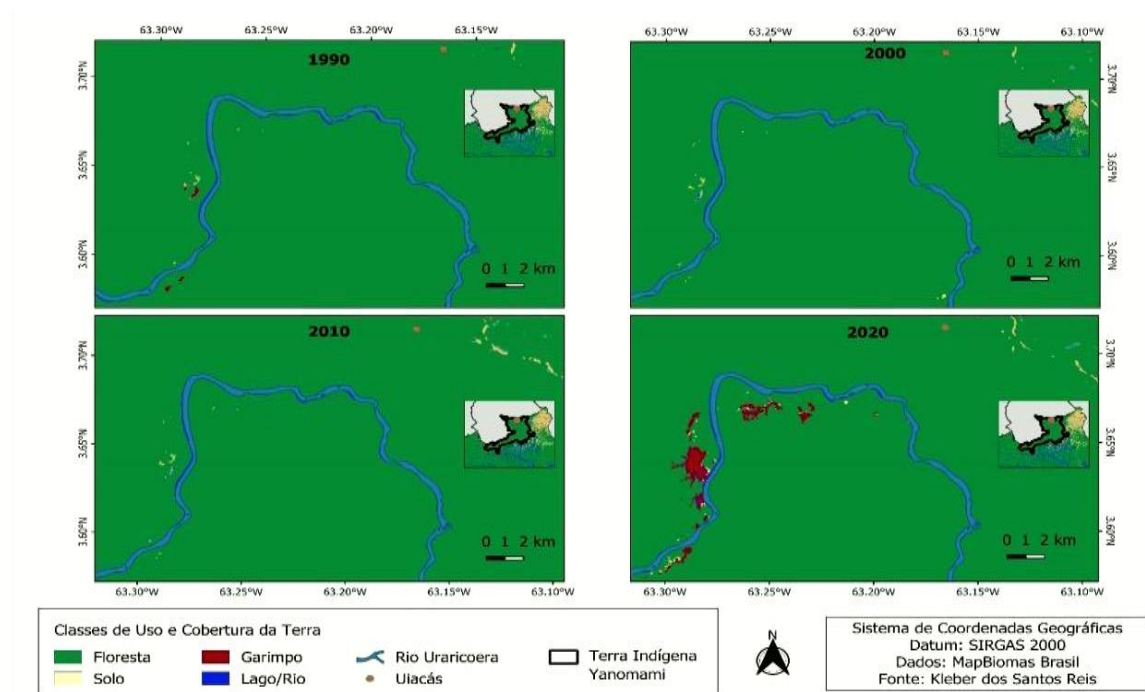 63.30°W 63.25°W 63.20°W 63.15°W
63.30°W 63.25°W 63.20°W 63.15°W 63.10°W
1990
2000
3.70°N
3.65°N
3.60°N
0 1 2 km
3.70°N
3.65°N
3.60°N
0 1 2 km
2010
2020
3.70°N
3.65°N
3.60°N
0 1 2 km
3.70°N
3.65°N
3.60°N
0 1 2 km
63.30°W 63.25°W 63.20°W 63.15°W 63.10°W
63.30°W 63.25°W 63.20°W 63.15°W 63.10°W
Classes de Uso e Cobertura da Terra
Floresta
Garimpo
Rio Uraricoera
Terra Indígena
Yanomami
Solo
Lago/Rio
Uiacás
N
Sistema de Coordenadas Geográficas
Datum: SIRGAS 2000
Dados: MapBiomas Brasil
Fonte: Kleber dos Santos Reis